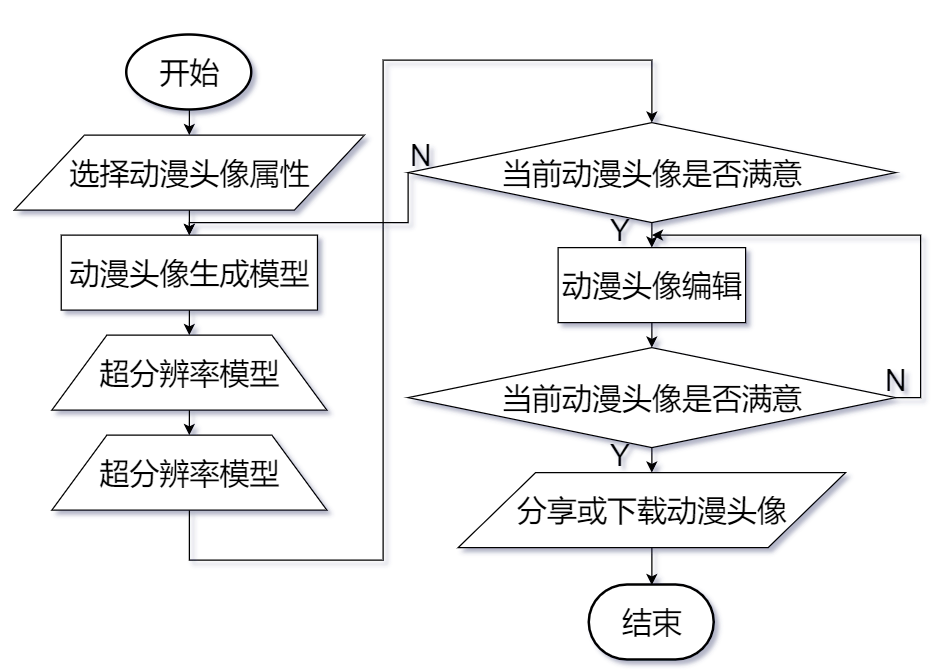 开始
选择动漫头像属性
动漫头像生成模型
超分辨率模型
超分辨率模型
N
当前动漫头像是否满意
Y
动漫头像编辑
当前动漫头像是否满意
N
Y
分享或下载动漫头像
结束